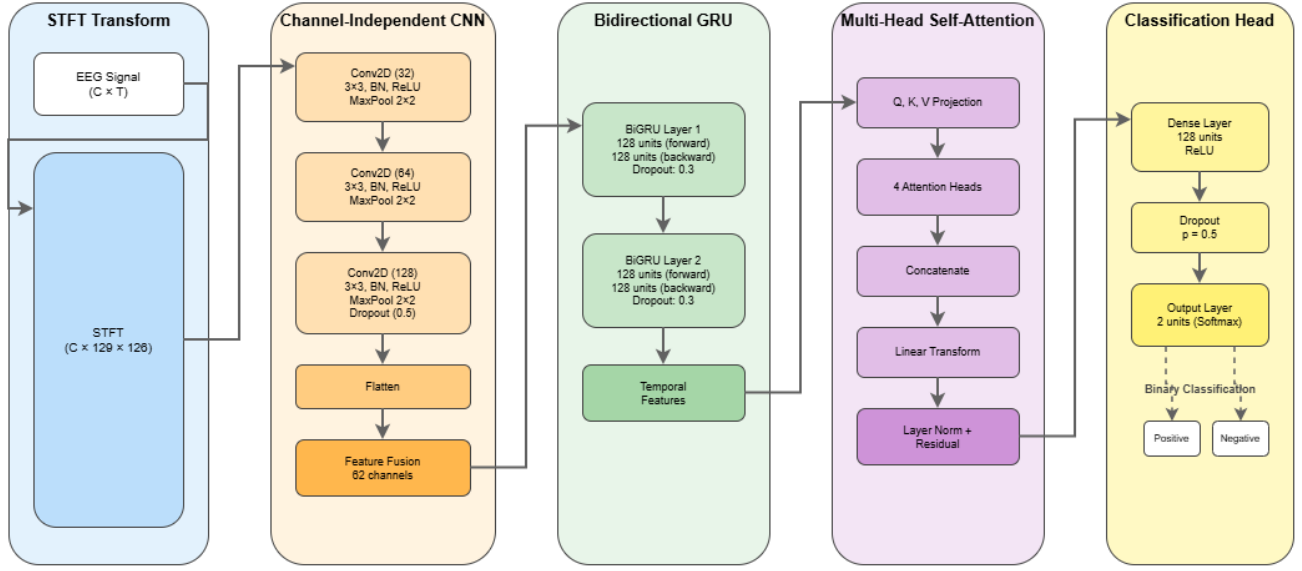 STFT Transform
EEG Signal
(C × T)
STFT
(C × 129 × 126)
Channel-Independent CNN
Conv2D (32)
3×3, BN, ReLU
MaxPool 2×2
Conv2D (64)
3×3, BN, ReLU
MaxPool 2×2
Conv2D (128)
3×3, BN, ReLU
MaxPool 2×2
Dropout (0.5)
Flatten
Feature Fusion
62 channels
Bidirectional GRU
BiGRU Layer 1
128 units (forward)
128 units (backward)
Dropout: 0.3
BiGRU Layer 2
128 units (forward)
128 units (backward)
Dropout: 0.3
Temporal
Features
Multi-Head Self-Attention
Q, K, V Projection
4 Attention Heads
Concatenate
Linear Transform
Layer Norm +
Residual
Classification Head
Dense Layer
128 units
ReLU
Dropout
p = 0.5
Output Layer
2 units (Softmax)
Binary Classification
Positive
Negative